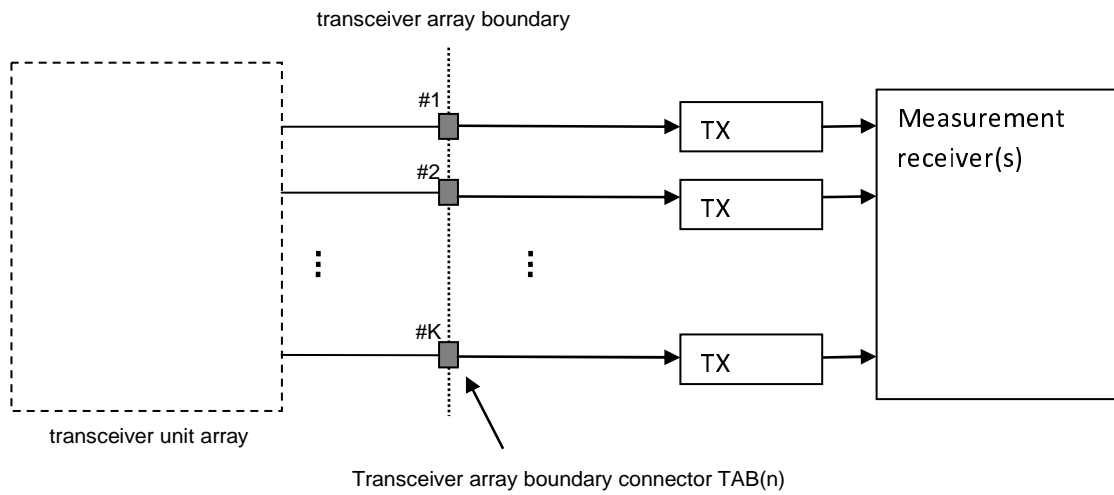 transceiver array boundary
#1
TX
Measurement
receiver(s)
#2
TX
#K
TX
transceiver unit array
Transceiver array boundary connector TAB(n)